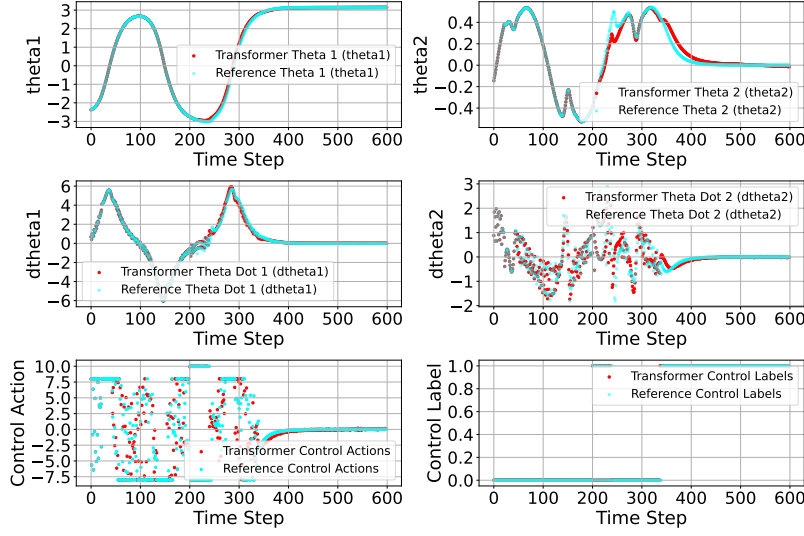 theta1
3
2
1
0
−1
−2
−3
Transformer Theta 1 (theta1)
Reference Theta 1 (theta1)
0 100 200 300 400 500 600
Time Step
theta2
0.4
0.2
0.0
−0.2
−0.4
Transformer Theta 2 (theta2)
Reference Theta 2 (theta2)
0 100 200 300 400 500 600
Time Step
dtheta1
6
4
2
0
−2
−4
−6
Transformer Theta Dot 1 (dtheta1)
Reference Theta Dot 1 (dtheta1)
0 100 200 300 400 500 600
Time Step
dtheta2
3
2
1
0
−1
−2
Transformer Theta Dot 2 (dtheta2)
Reference Theta Dot 2 (dtheta2)
0 100 200 300 400 500 600
Time Step
Control Action
10.0
7.5
5.0
2.5
0.0
−2.5
−5.0
−7.5
Transformer Control Actions
Reference Control Actions
0 100 200 300 400 500 600
Time Step
Control Label
1.0
0.8
0.6
0.4
0.2
0.0
Transformer Control Labels
Reference Control Labels
0 100 200 300 400 500 600
Time Step